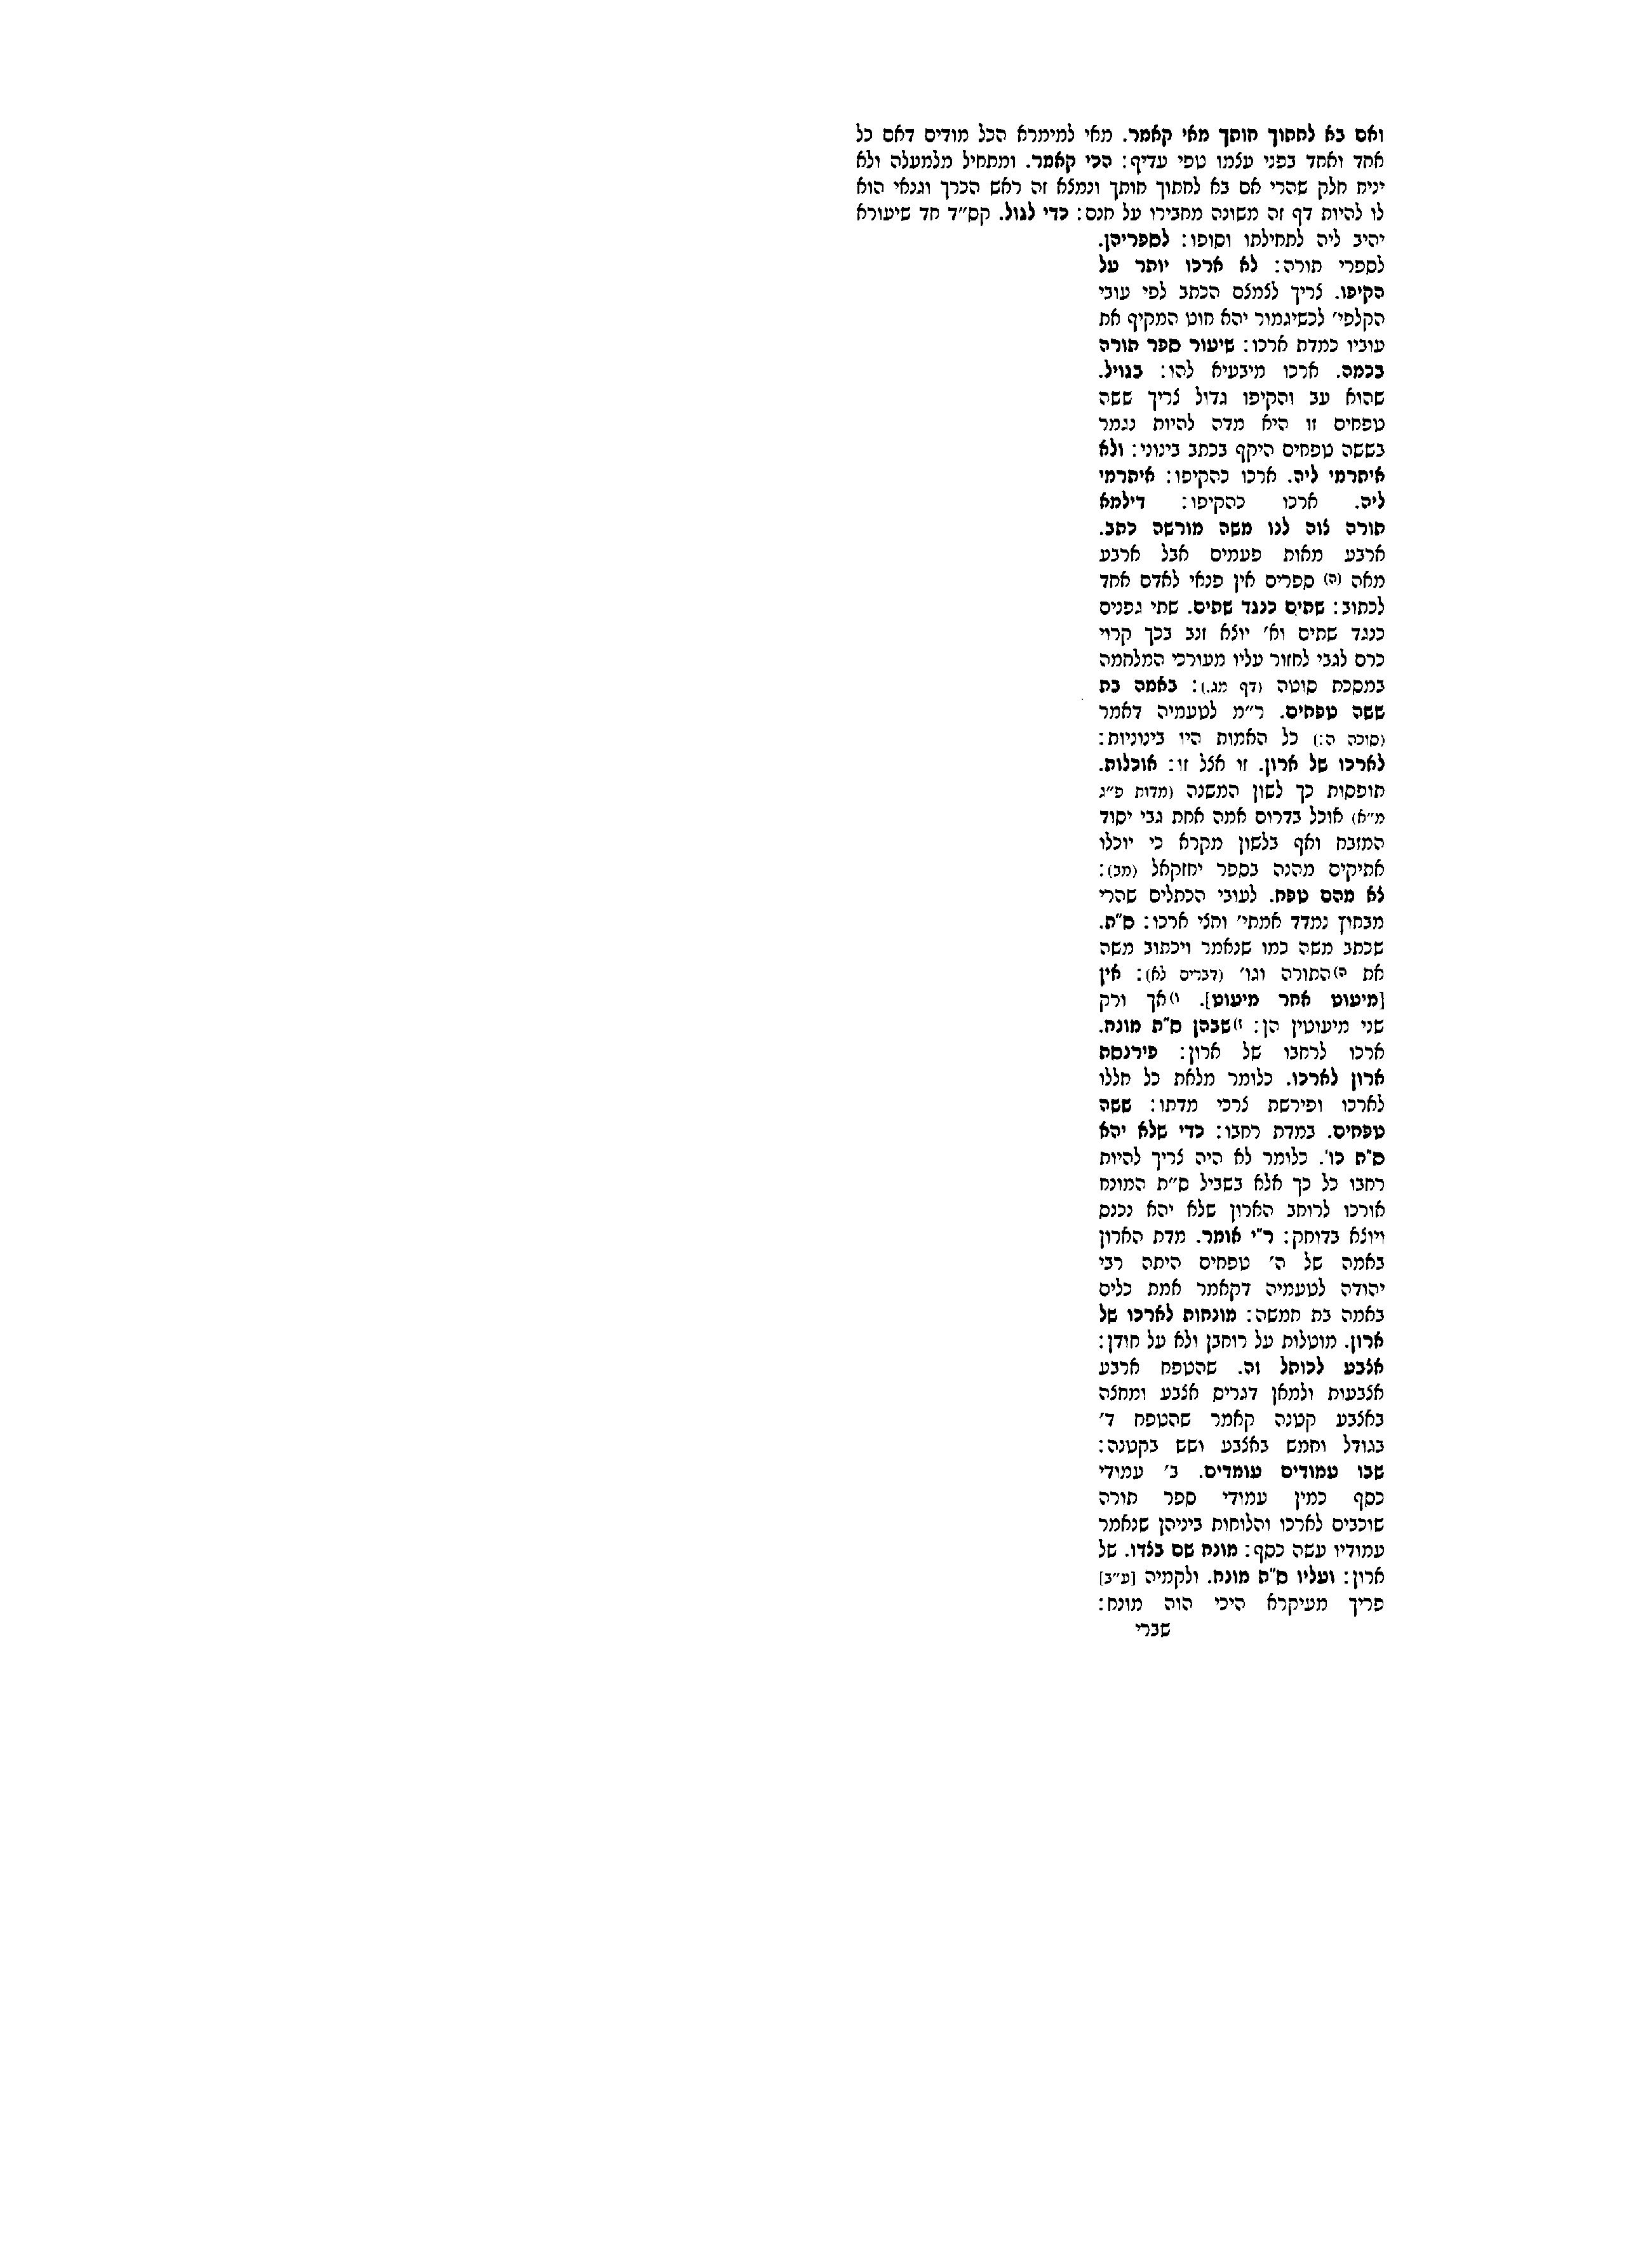 ואם בא לחתוך חותך מאי קאמר. מאי למימרא הכל מודים דאם כל
אחד ואחד בפני עצמו טפי עדיף: הכי קאמר. ומתחיל מלמעלה ולא
יניח חלק שהרי אם בא לחתוך חותך ונמצא זה ראש הכרך וגנאי הוא
לו להיות דף זה משונה מחבירו על חנם: כדי לגול. קס״ד חד שיעורא
יהיב ליה לתחילתו וסופו: לספריהן.
לספרי תורה: לא ארכו יותר על
הקיפו. צריך לצמצם הכתב לפי עובי
הקלפי׳ לכשיגמור יהא חוט המקיף את
עוביו כמדת ארכו: שיעור ספר תורה
בכמה. ארכו מיבעיא להו: בגויל.
שהוא עב והקיפו גדול צריך ששה
טפחים זו היא מדה להיות נגמר
בששה טפחים היקף בכתב בינוני: ולא
איתרמי ליה. ארכו כהקיפו: איתרמי
ליה. ארכו כהקיפו: דילמא
תורה צוה לנו משה מורשה כתב.
ארבע מאות פעמים אבל ארבע
מאה (ה) ספרים אין פנאי לאדם אחד
לכתוב: שתים כנגד שתים. שתי גפנים
כנגד שתים וא׳ יוצא זנב בכך קרוי
כרם לגבי לחזור עליו מעורכי המלחמה
במסכת סוטה (דף מג.): באמה בת
ששה טפחים. ר״מ לטעמיה דאמר
(סוכה ה:) כל האמות היו בינוניות:
לארכו של ארון. זו אצל זו: אוכלות.
תופסות כך לשון המשנה (מדות פ״ג
מ״א) אוכל בדרום אמה אחת גבי יסוד
המזבח ואף בלשון מקרא כי יוכלו
אתיקים מהנה בספר יחזקאל (מב):
צא מהם טפח. לעובי הכתלים שהרי
מבחוץ נמדד אמתי׳ וחצי ארכו: ס״ת.
שכתב משה כמו שנאמר ויכתוב משה
את ה)התורה וגו׳ (דברים לא): אין
[מיעוט אחר מיעוט]. ו)אך ורק
שני מיעוטין הן: ז)שבהן ס״ת מונח.
ארכו לרחבו של ארון: פירנסת
ארון לארכו. כלומר מלאת כל חללו
לארכו ופירשת צרכי מדתו: ששה
טפחים. במדת רחבו: כדי שלא יהא
ס״ת כו׳. כלומר לא היה צריך להיות
רחבו כל כך אלא בשביל ס״ת המונח
אורכו לרוחב הארון שלא יהא נכנס
ויוצא בדוחק: ר״י אומר. מדת הארון
באמה של ה׳ טפחים היתה רבי
יהודה לטעמיה דקאמר אמת כלים
באמה בת חמשה: מונחות לארכו של
ארון. מוטלות על רוחבן ולא על חודן:
אצבע לכותל זה. שהטפח ארבע
אצבעות ולמאן דגריס אצבע ומחצה
באצבע קטנה קאמר שהטפח ד׳
בגודל וחמש באצבע ושש בקטנה:
שבו עמודים עומדים. ב׳ עמודי
כסף כמין עמודי ספר תורה
שוכבים לארכו והלוחות ביניהן שנאמר
עמודיו עשה כסף: מונח שם בצדו. של
ארון: ועליו ס״ת מונח. ולקמיה [ע״ב]
פריך מעיקרא היכי הוה מונח:
שברי